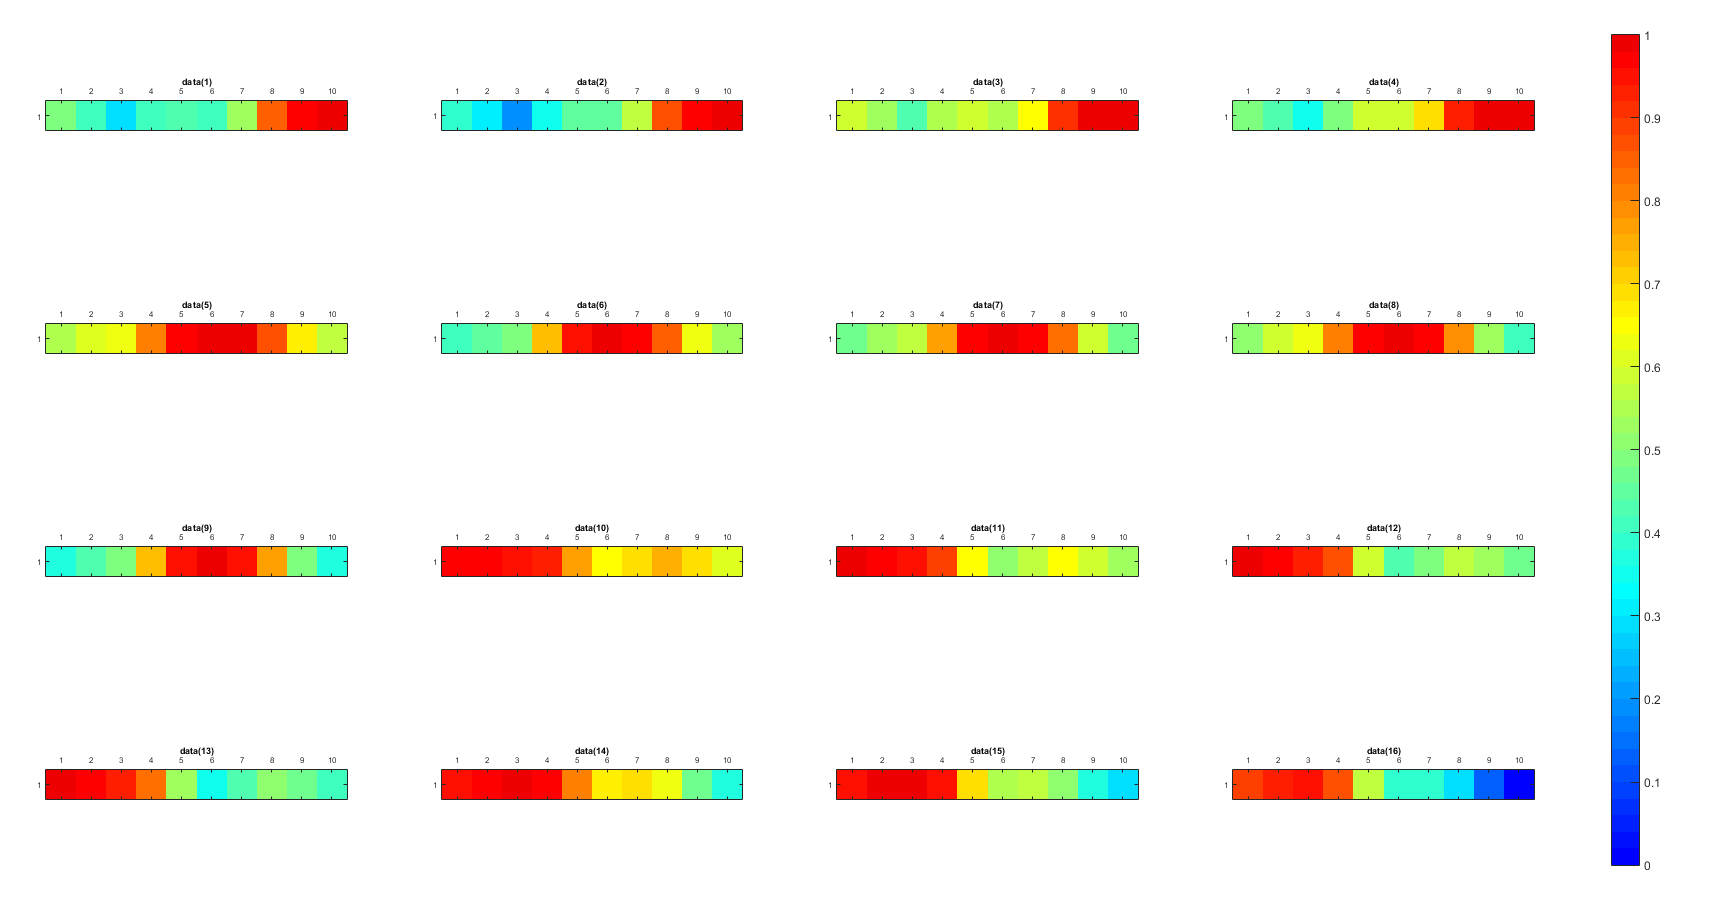 data(1) data(2) data(3) data(4)
1 2 3 4 5 6 7 8 9 10 1 2 3 4 5 6 7 8 9 10 1 2 3 4 5 6 7 8 9 10 1 2 3 4 5 6 7 8 9 10
1 1 1 1
data(5) data(6) data(7) data(8)
1 2 3 4 5 6 7 8 9 10 1 2 3 4 5 6 7 8 9 10 1 2 3 4 5 6 7 8 9 10 1 2 3 4 5 6 7 8 9 10
1 1 1 1
data(9) data(10) data(11) data(12)
1 2 3 4 5 6 7 8 9 10 1 2 3 4 5 6 7 8 9 10 1 2 3 4 5 6 7 8 9 10 1 2 3 4 5 6 7 8 9 10
1 1 1 1
data(13) data(14) data(15) data(16)
1 2 3 4 5 6 7 8 9 10 1 2 3 4 5 6 7 8 9 10 1 2 3 4 5 6 7 8 9 10 1 2 3 4 5 6 7 8 9 10
1 1 1 1
1
0.9
0.8
0.7
0.6
0.5
0.4
0.3
0.2
0.1
0